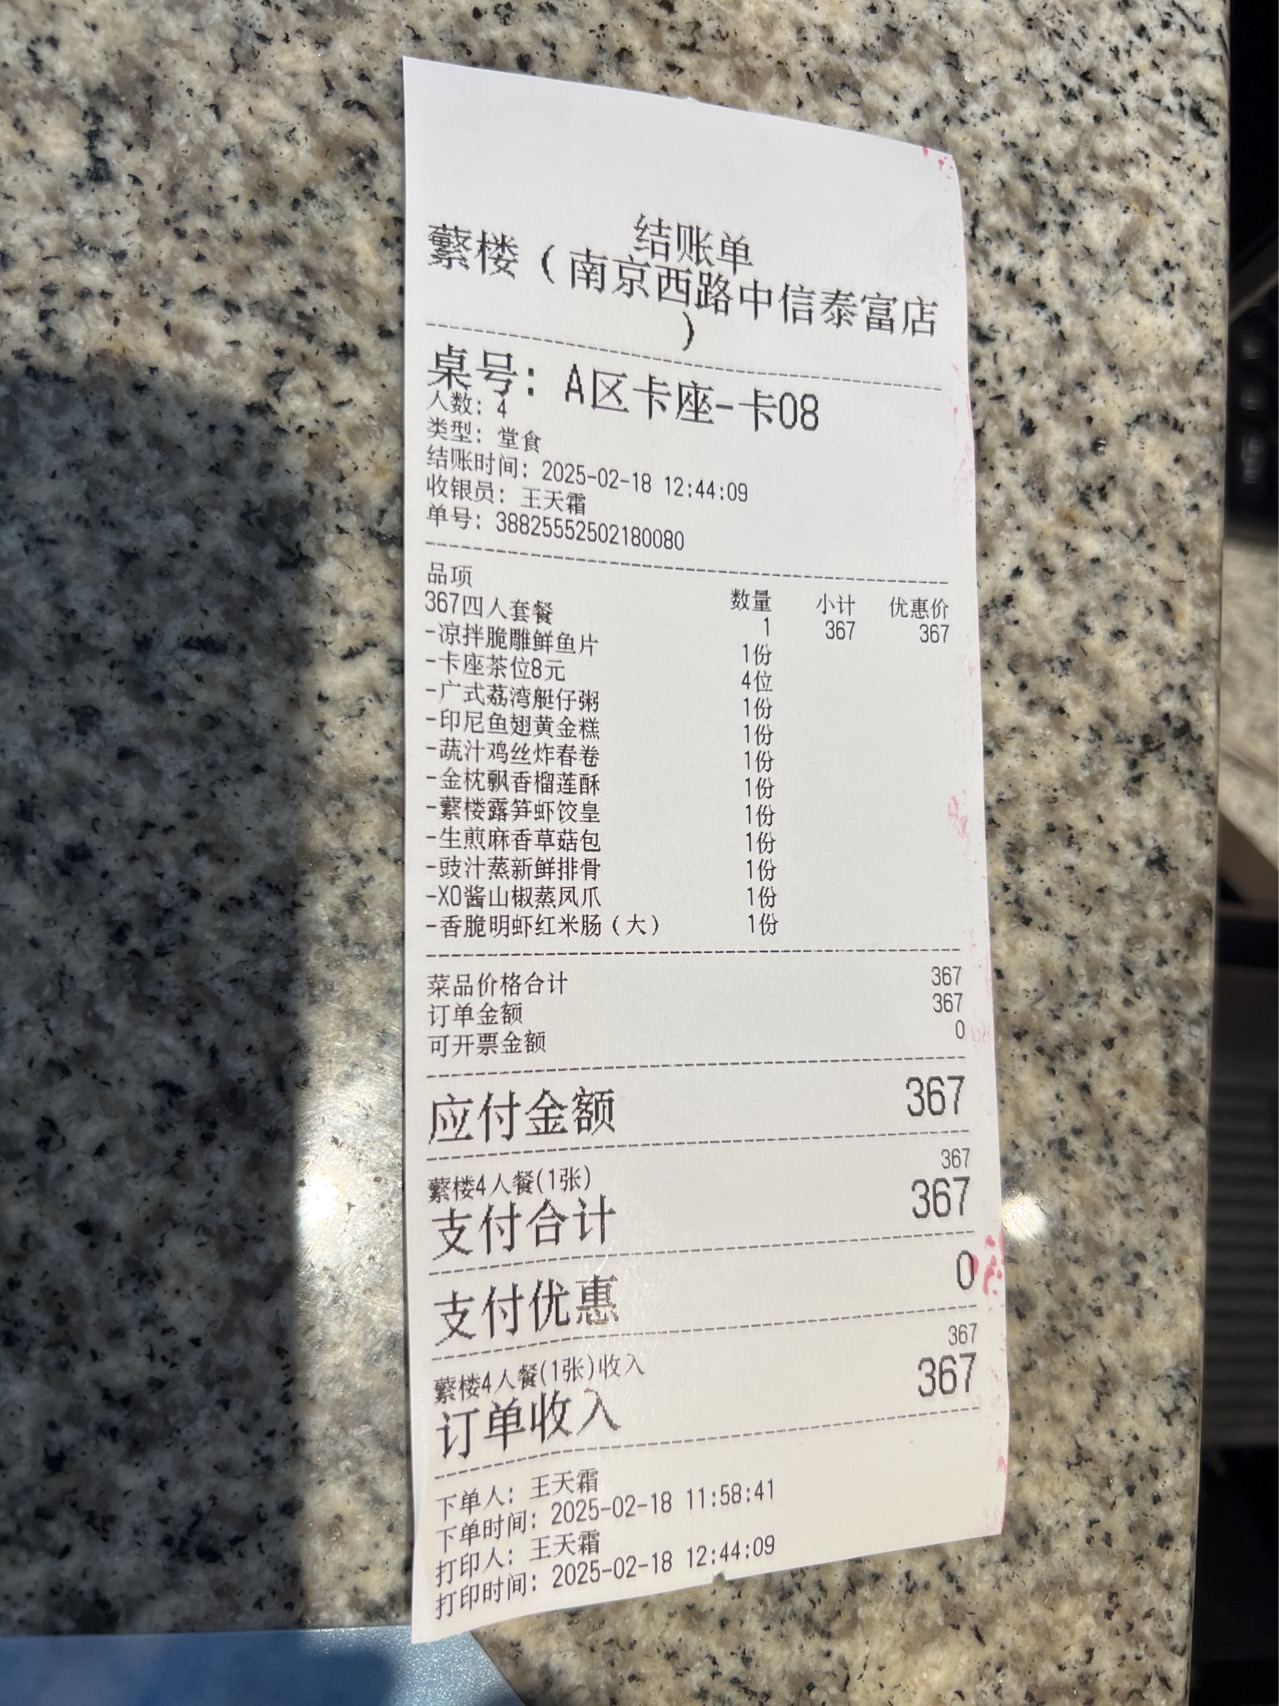 结账单
蘩楼（南京西路中信泰富店
）
桌号：A区卡座-卡08
人数：4
类型：堂食
结账时间：2025-02-18 12:44:09
收银员：王天霜
单号：38825552502180080
品项 数量 小计 优惠价
367四人套餐 1 367 367
-凉拌脆雕鲜鱼片 1份
-卡座茶位8元 4位
-广式荔湾艇仔粥 1份
-印尼鱼翅黄金糕 1份
-蔬汁鸡丝炸春卷 1份
-金枕飘香榴莲酥 1份
-蘩楼露笋虾饺皇 1份
-生煎麻香草菇包 1份
-豉汁蒸新鲜排骨 1份
-XO酱山椒蒸凤爪 1份
-香脆明虾红米肠（大） 1份
菜品价格合计 367
订单金额 367
可开票金额 0
应付金额 367
蘩楼4人餐(1张) 367
支付合计 367
支付优惠 0
蘩楼4人餐(1张)收入 367
订单收入 367
下单人：王天霜
下单时间：2025-02-18 11:58:41
打印人：王天霜
打印时间：2025-02-18 12:44:09